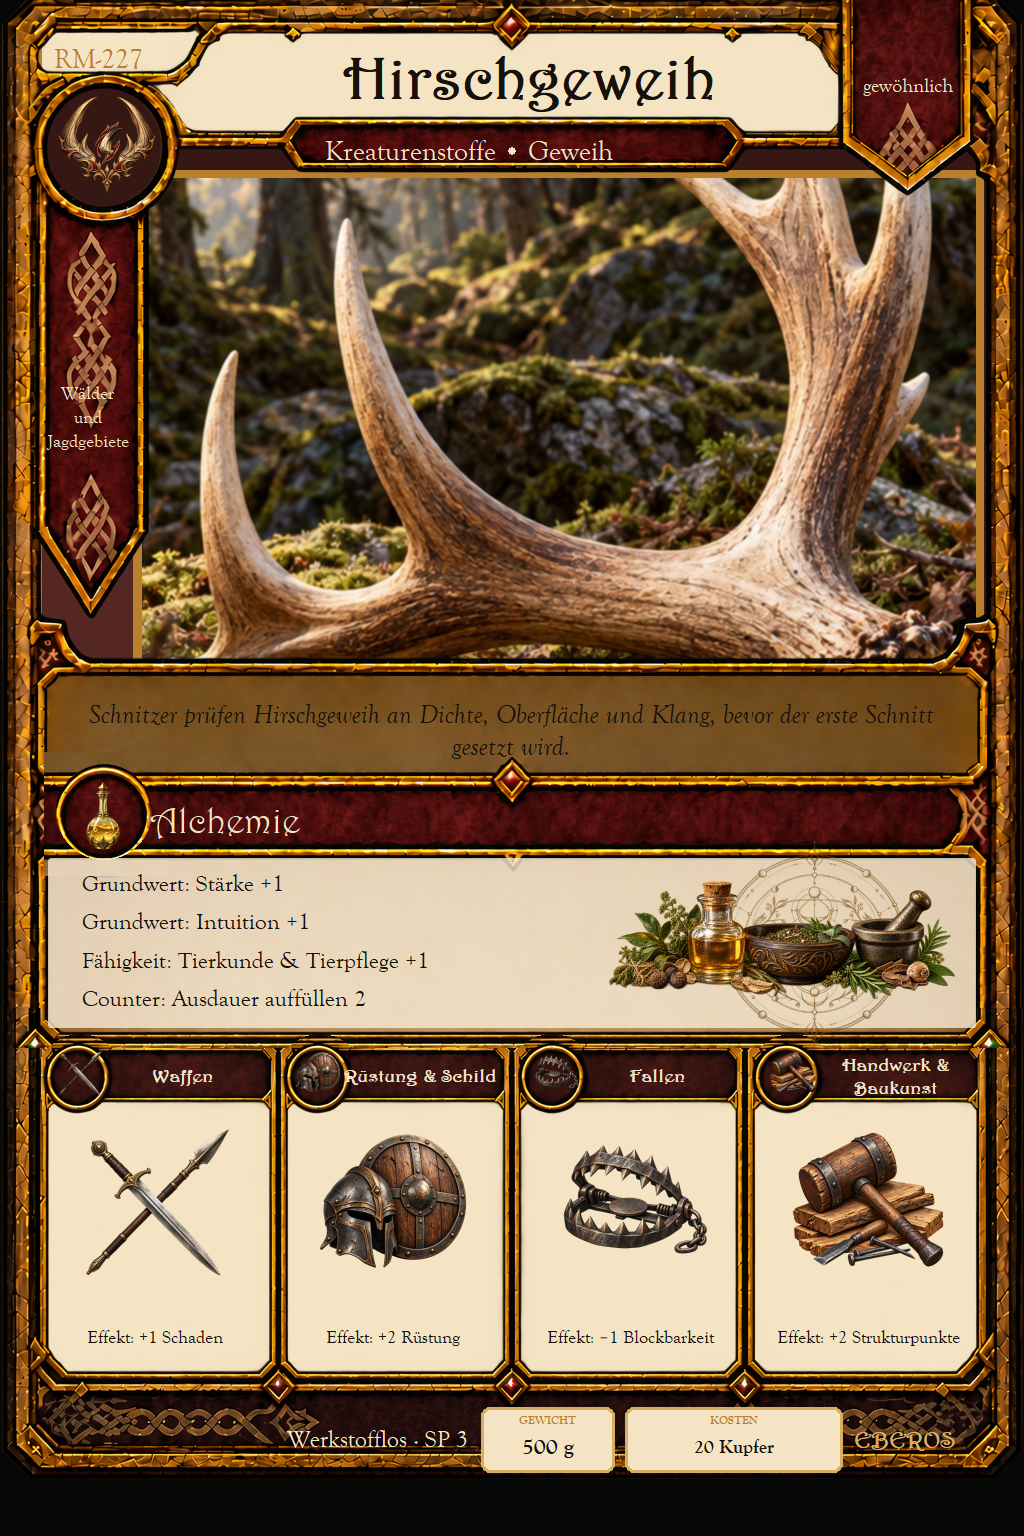 RM-227
Hirschgeweih
gewöhnlich
Kreaturenstoffe • Geweih
Wälder
und
Jagdgebiete
Schnitzer prüfen Hirschgeweih an Dichte, Oberfläche und Klang, bevor der erste Schnitt
gesetzt wird.
Alchemie
Grundwert: Stärke +1
Grundwert: Intuition +1
Fähigkeit: Tierkunde & Tierpflege +1
Counter: Ausdauer auffüllen 2
Waffen
Rüstung & Schild
Fallen
Handwerk &
Baukunst
Effekt: +1 Schaden
Effekt: +2 Rüstung
Effekt: −1 Blockbarkeit
Effekt: +2 Strukturpunkte
Werkstofflos · SP 3
GEWICHT
500 g
KOSTEN
20 Kupfer
EBEROS